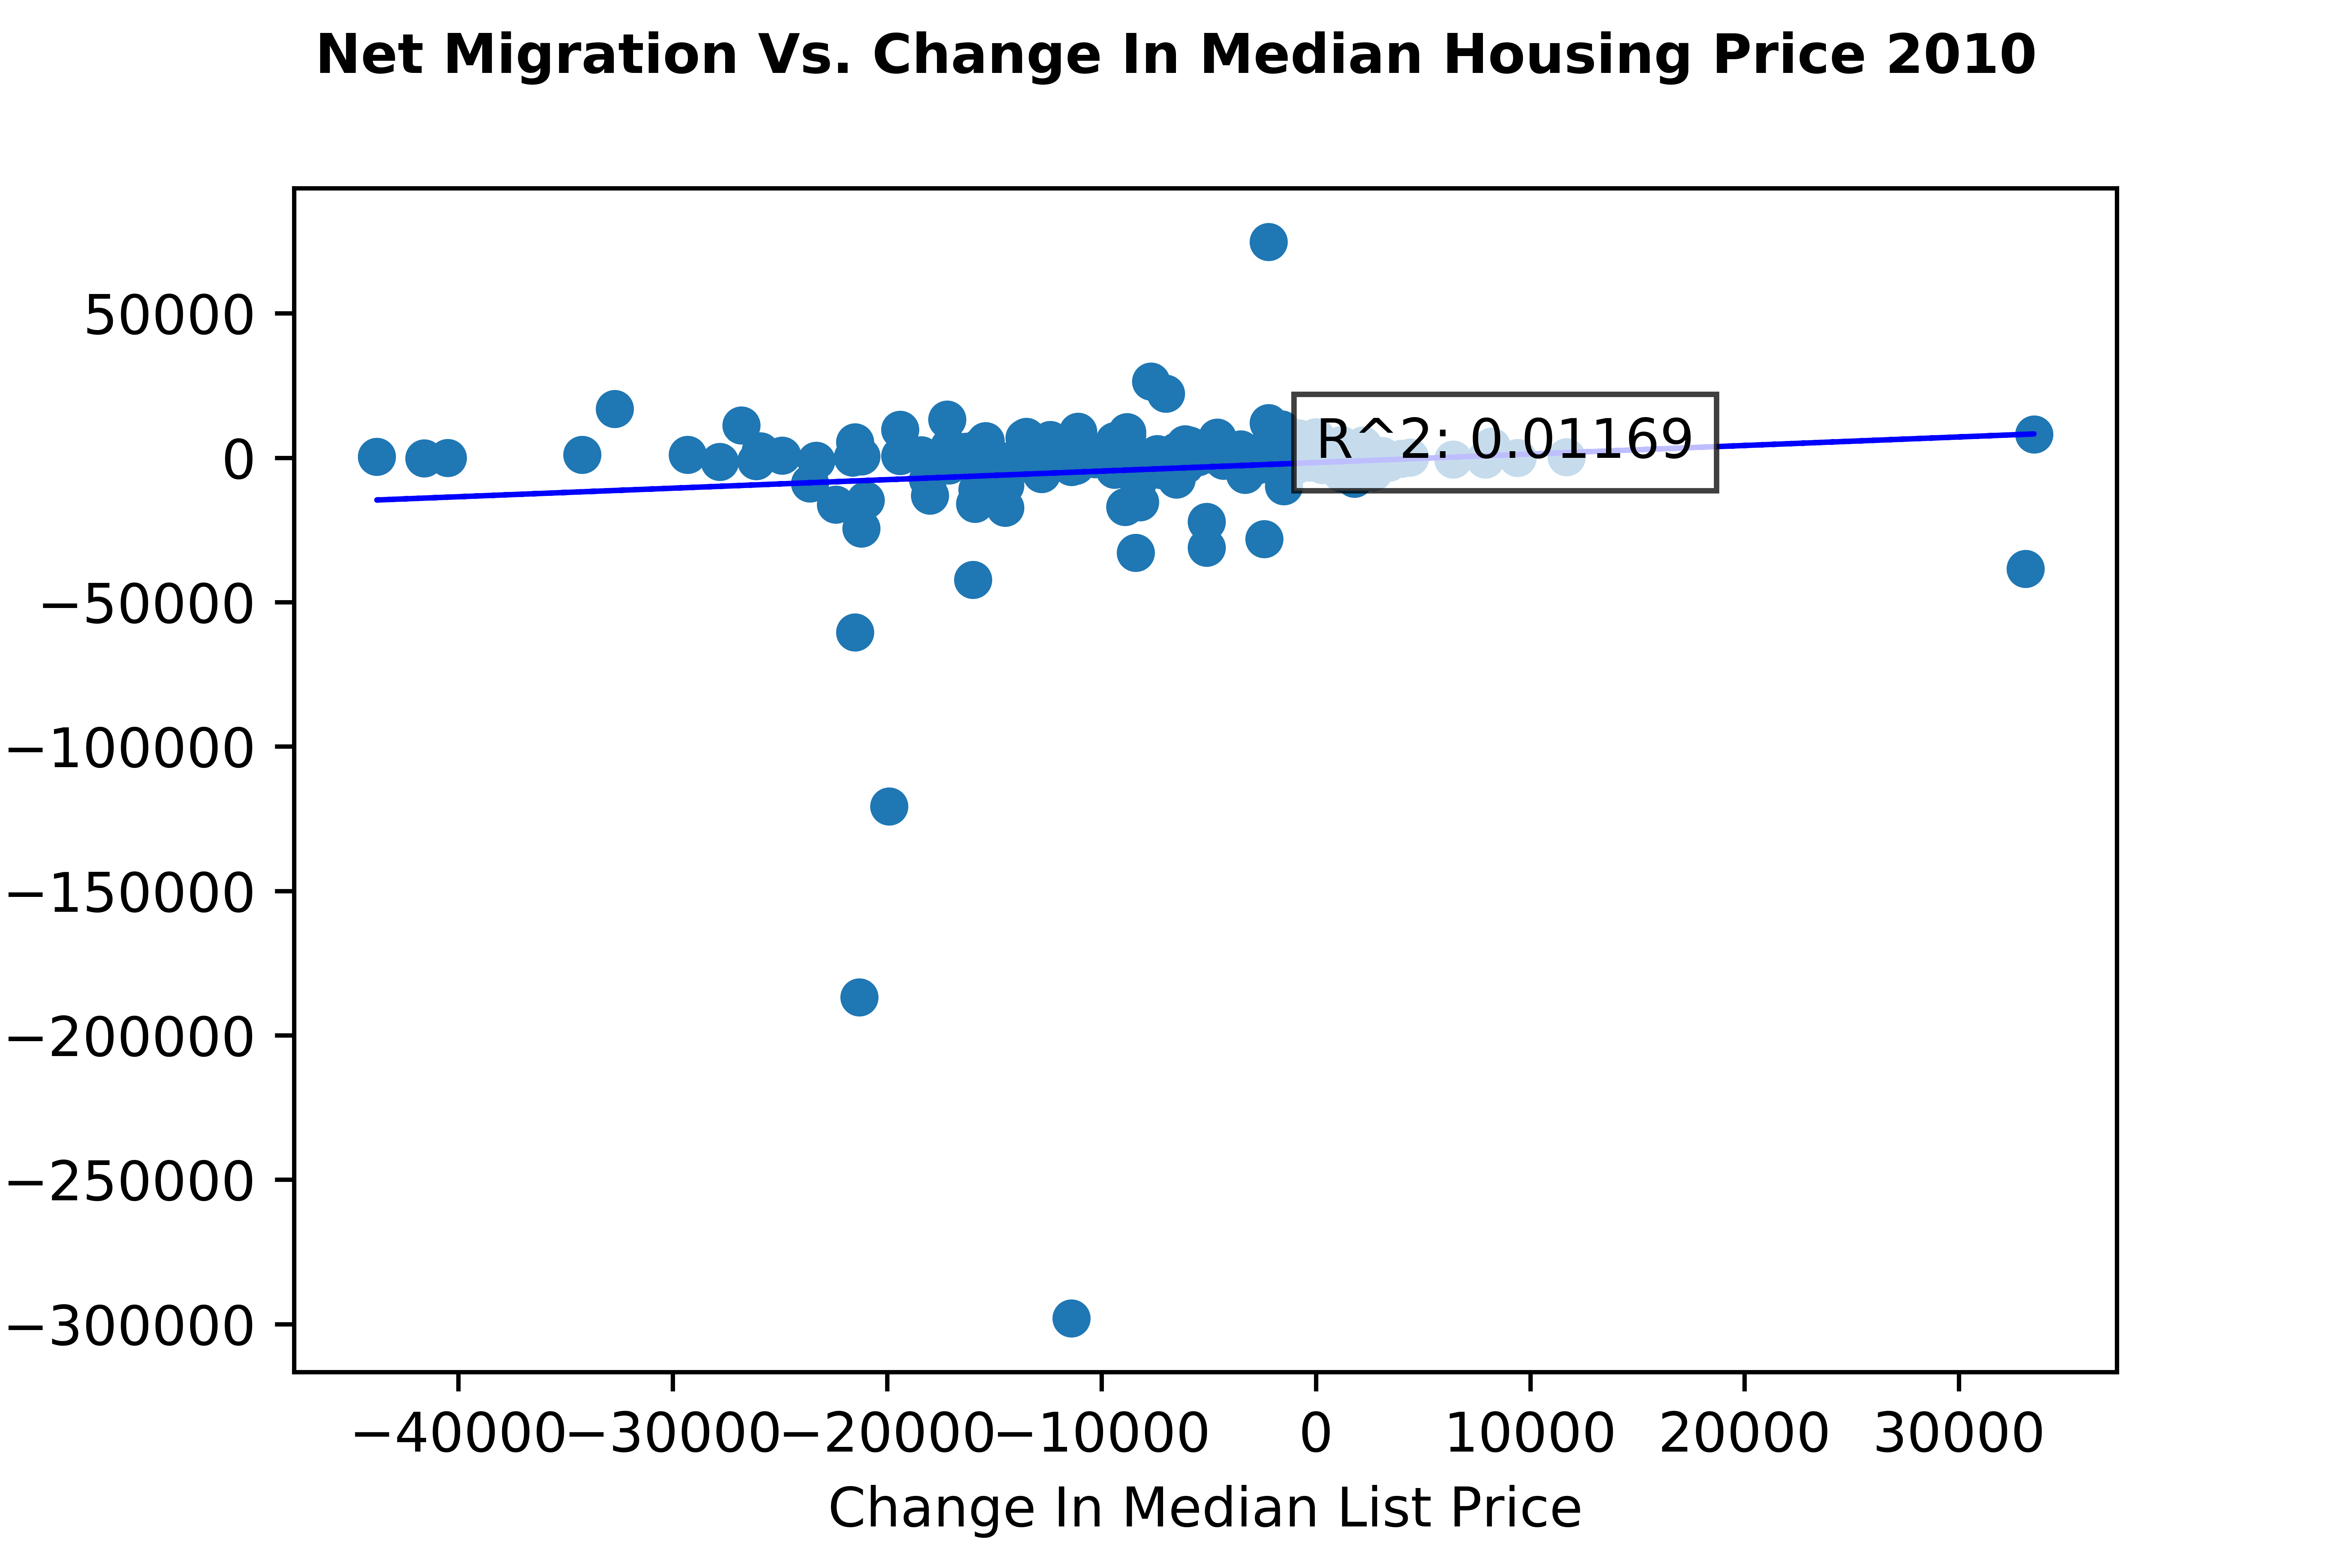 Net Migration Vs. Change In Median Housing Price 2010
50000
0
−50000
−100000
−150000
−200000
−250000
−300000
R^2: 0.01169
−40000 −30000 −20000 −10000 0 10000 20000 30000
Change In Median List Price